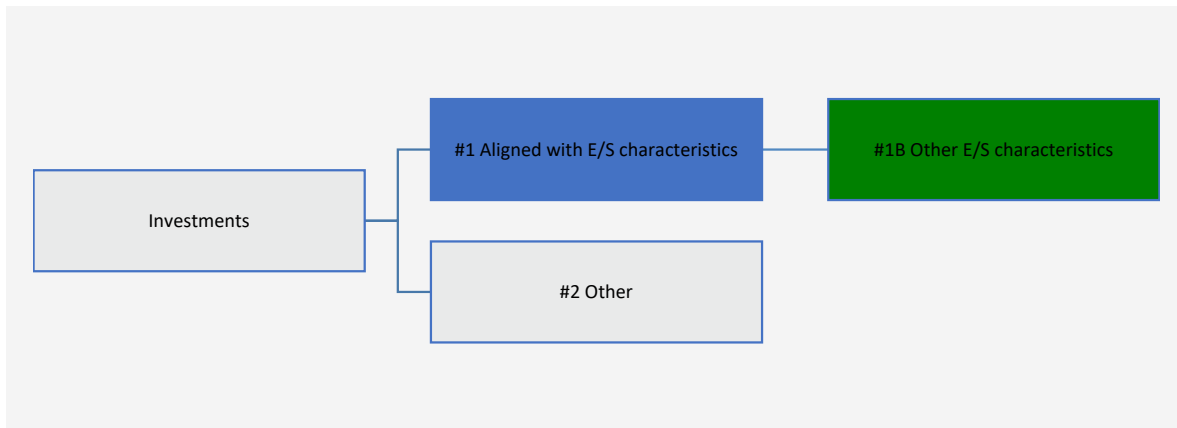 #1 Aligned with E/S characteristics
#1B Other E/S characteristics
Investments
#2 Other